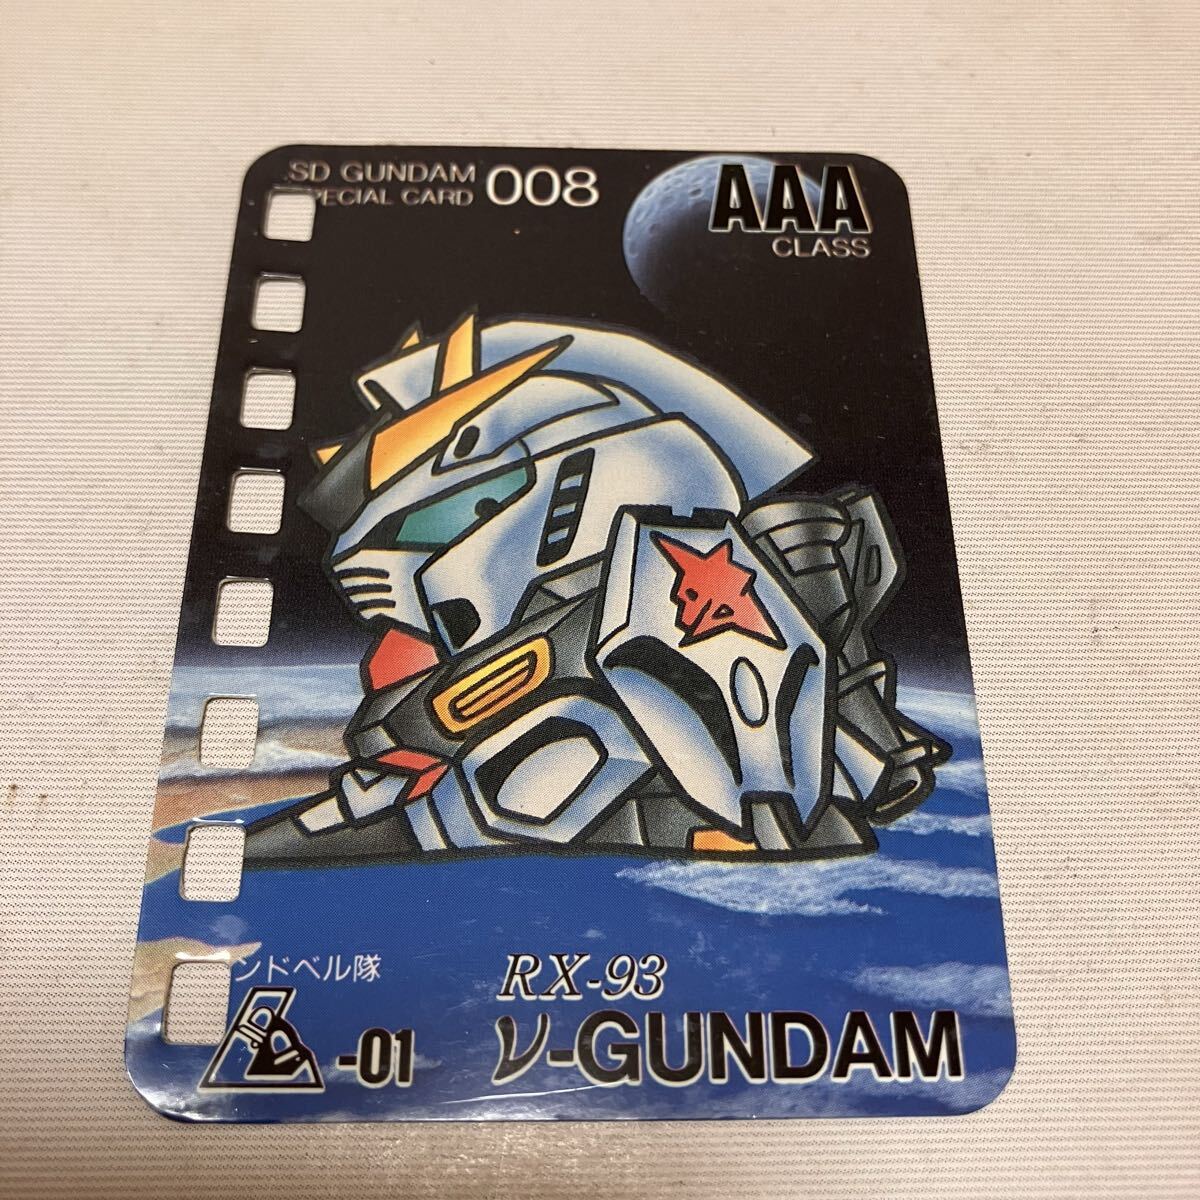 SD GUNDAM
PECIAL CARD 008
AAA
CLASS
ンドベル隊
-01
RX-93
ν-GUNDAM